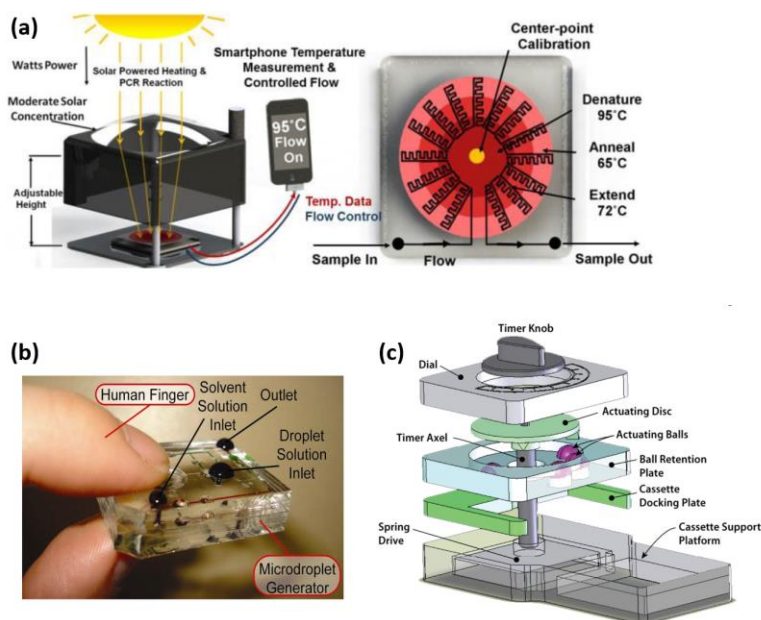 (a)
Watts Power
Solar Powered Heating &
PCR Reaction
Moderate Solar
Concentration
Adjustable
Height
Smartphone Temperature
Measurement &
Controlled Flow
95°C
Flow
On
Temp. Data
Flow Control
Center-point
Calibration
Denature
95°C
Anneal
65°C
Extend
72°C
Sample In
Flow
Sample Out
(b)
Human Finger
Solvent
Solution
Inlet
Outlet
Droplet
Solution
Inlet
Microdroplet
Generator
(c)
Timer Knob
Dial
Actuating Disc
Timer Axel
Actuating Balls
Ball Retention
Plate
Cassette
Docking Plate
Spring
Drive
Cassette Support
Platform